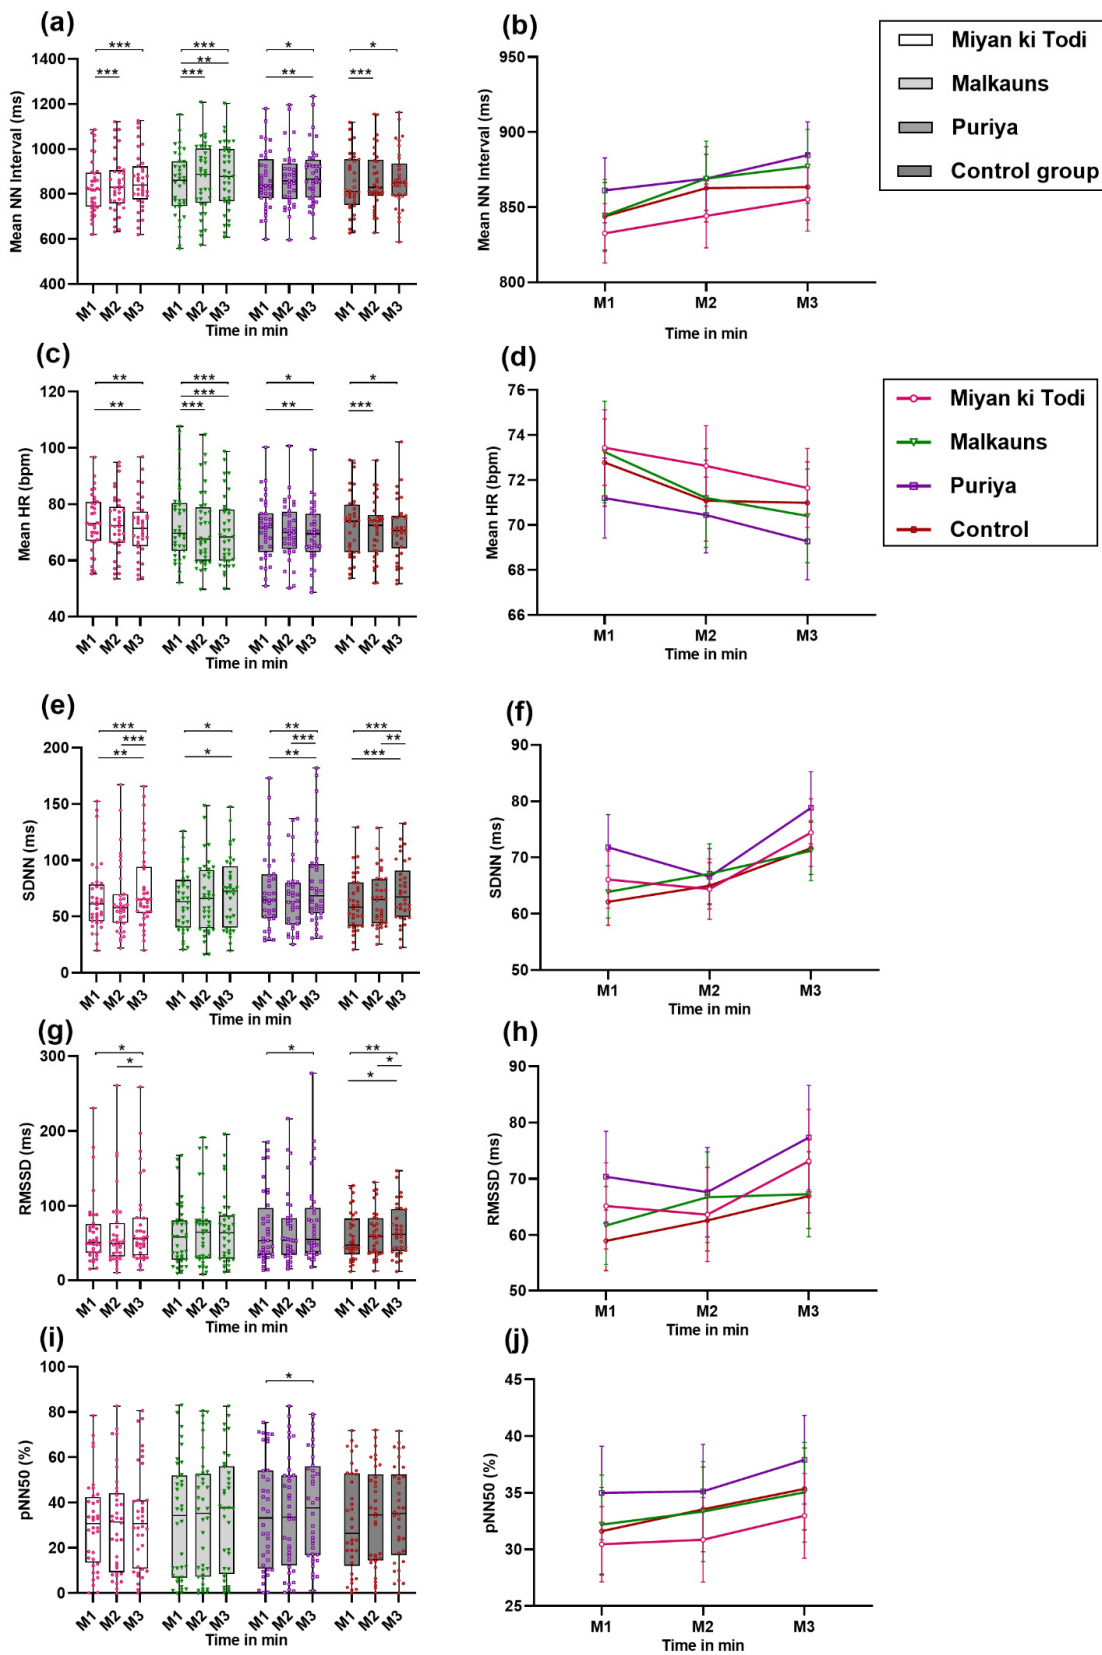 (a)
*** *** * *
*** ** *** ** ***
Mean NN Interval (ms)
1400
1200
1000
800
600
400
M1 M2 M3 M1 M2 M3 M1 M2 M3 M1 M2 M3
Time in min
(b)
Mean NN Interval (ms)
950
900
850
800
M1 M2 M3
Time in min
Miyan ki Todi
Malkauns
Puriya
Control group
(c)
** *** * *
** *** *** ** ***
Mean HR (bpm)
120
100
80
60
40
M1 M2 M3 M1 M2 M3 M1 M2 M3 M1 M2 M3
Time in min
(d)
Mean HR (bpm)
76
74
72
70
68
66
M1 M2 M3
Time in min
Miyan ki Todi
Malkauns
Puriya
Control
(e)
*** * ** ***
*** *** **
** * ** ***
SDNN (ms)
200
150
100
50
0
M1 M2 M3 M1 M2 M3 M1 M2 M3 M1 M2 M3
Time in min
(f)
SDNN (ms)
90
80
70
60
50
M1 M2 M3
Time in min
(g)
* * **
* *
*
RMSSD (ms)
300
200
100
0
M1 M2 M3 M1 M2 M3 M1 M2 M3 M1 M2 M3
Time in min
(h)
RMSSD (ms)
90
80
70
60
50
M1 M2 M3
Time in min
(i)
*
pNN50 (%)
100
80
60
40
20
0
M1 M2 M3 M1 M2 M3 M1 M2 M3 M1 M2 M3
Time in min
(j)
pNN50 (%)
45
40
35
30
25
M1 M2 M3
Time in min